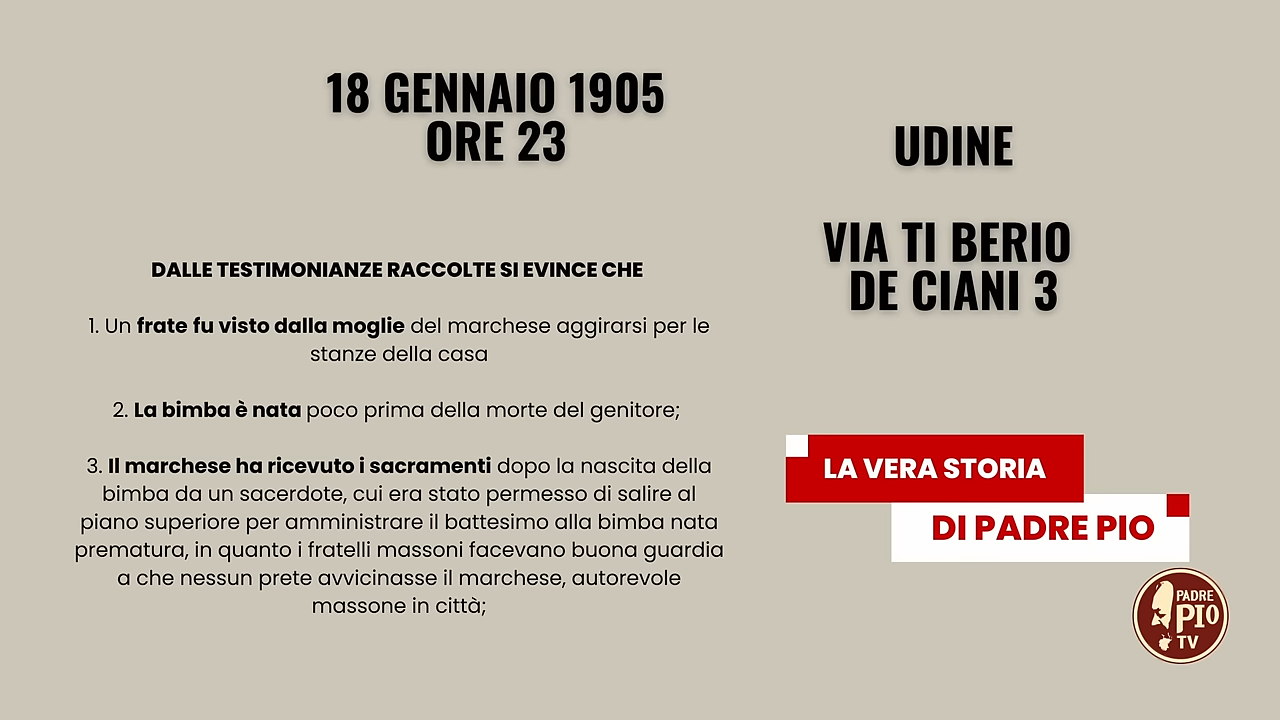 18 GENNAIO 1905
ORE 23
UDINE
VIA TI BERIO
DE CIANI 3
DALLE TESTIMONIANZE RACCOLTE SI EVINCE CHE
1. Un frate fu visto dalla moglie del marchese aggirarsi per le
stanze della casa
2. La bimba è nata poco prima della morte del genitore;
3. Il marchese ha ricevuto i sacramenti dopo la nascita della
bimba da un sacerdote, cui era stato permesso di salire al
piano superiore per amministrare il battesimo alla bimba nata
prematura, in quanto i fratelli massoni facevano buona guardia
a che nessun prete avvicinasse il marchese, autorevole
massone in città;
LA VERA STORIA
DI PADRE PIO
PADRE
PIO
TV